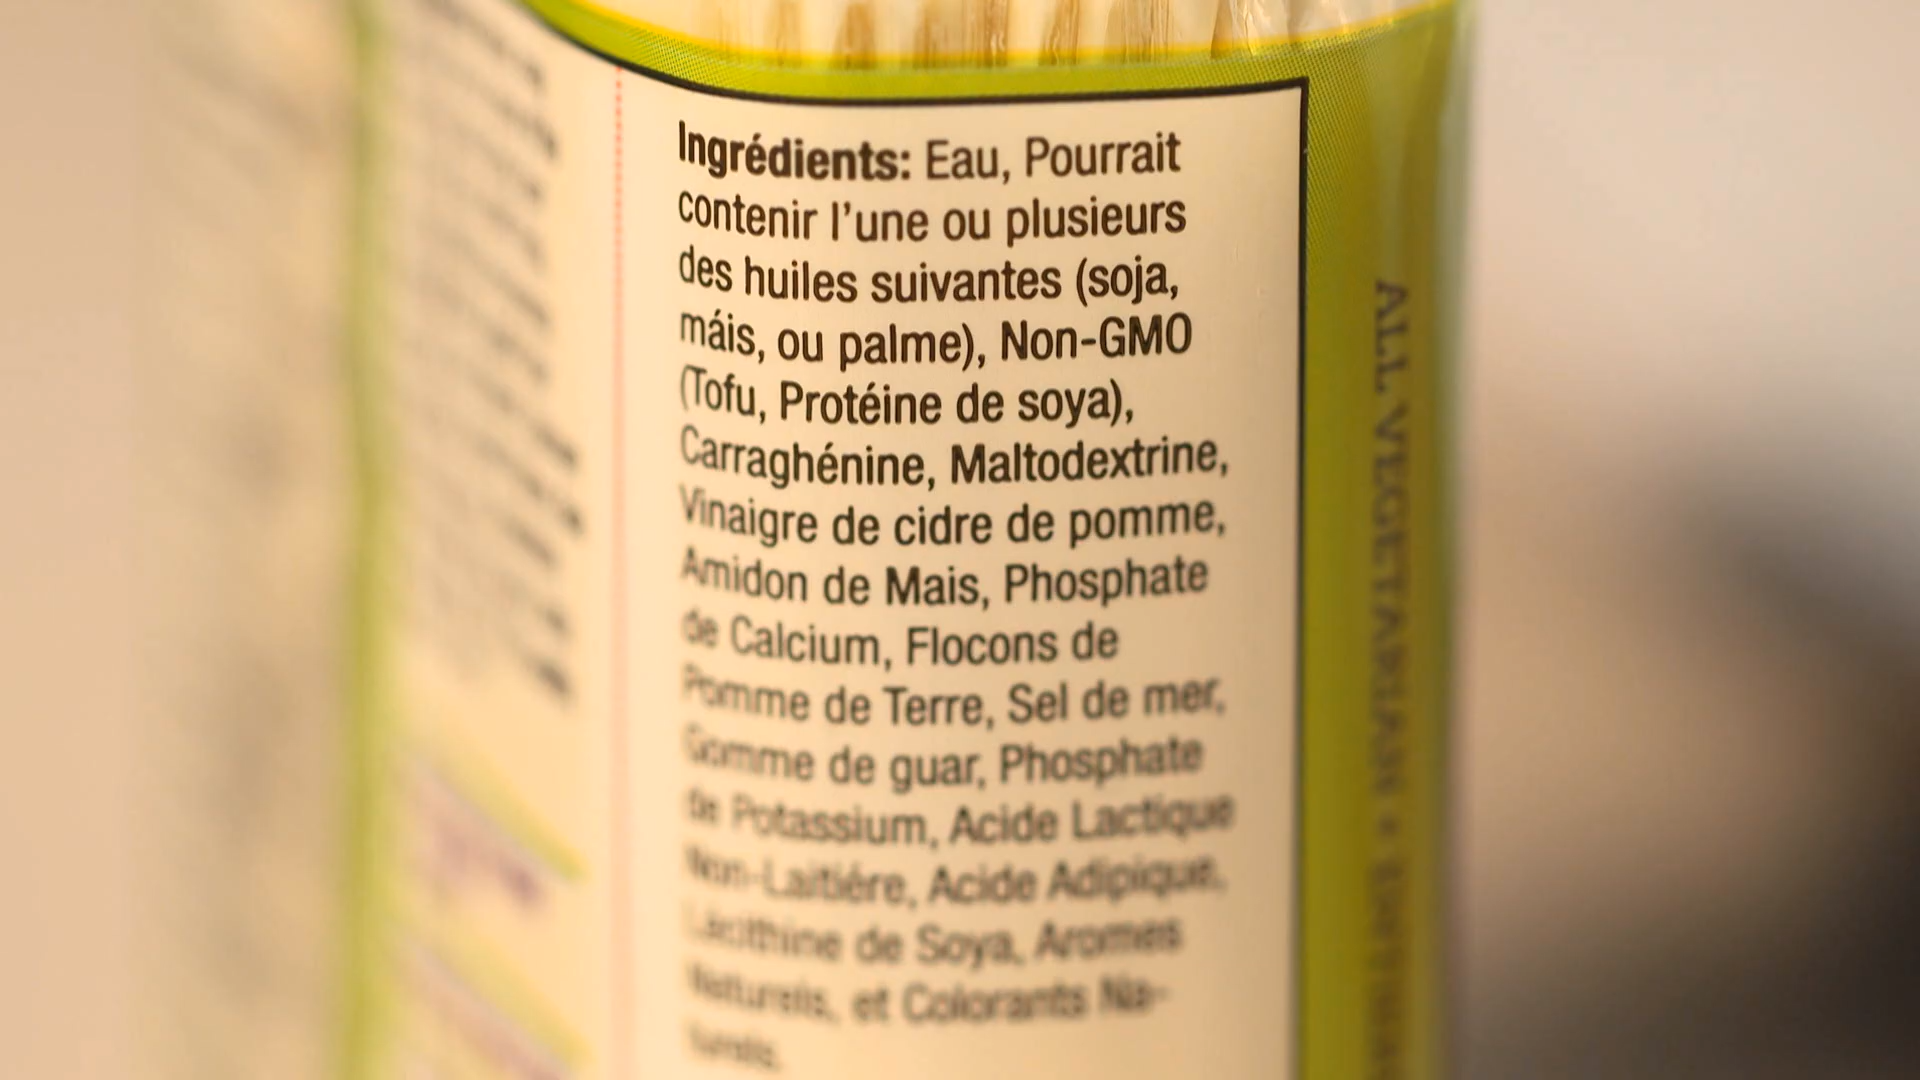 Ingrédients: Eau, Pourrait
contenir l'une ou plusieurs
des huiles suivantes (soja,
máis, ou palme), Non-GMO
(Tofu, Protéine de soya),
Carraghénine, Maltodextrine,
Vinaigre de cidre de pomme,
Amidon de Mais, Phosphate
de Calcium, Flocons de
Pomme de Terre, Sel de mer,
Gomme de guar, Phosphate
de Potassium, Acide Lactique
Non-Laitiére, Acide Adipique,
Lécithine de Soya, Aromes
Naturels, et Colorants Na-
turels.
ALL VEGETARIAN •